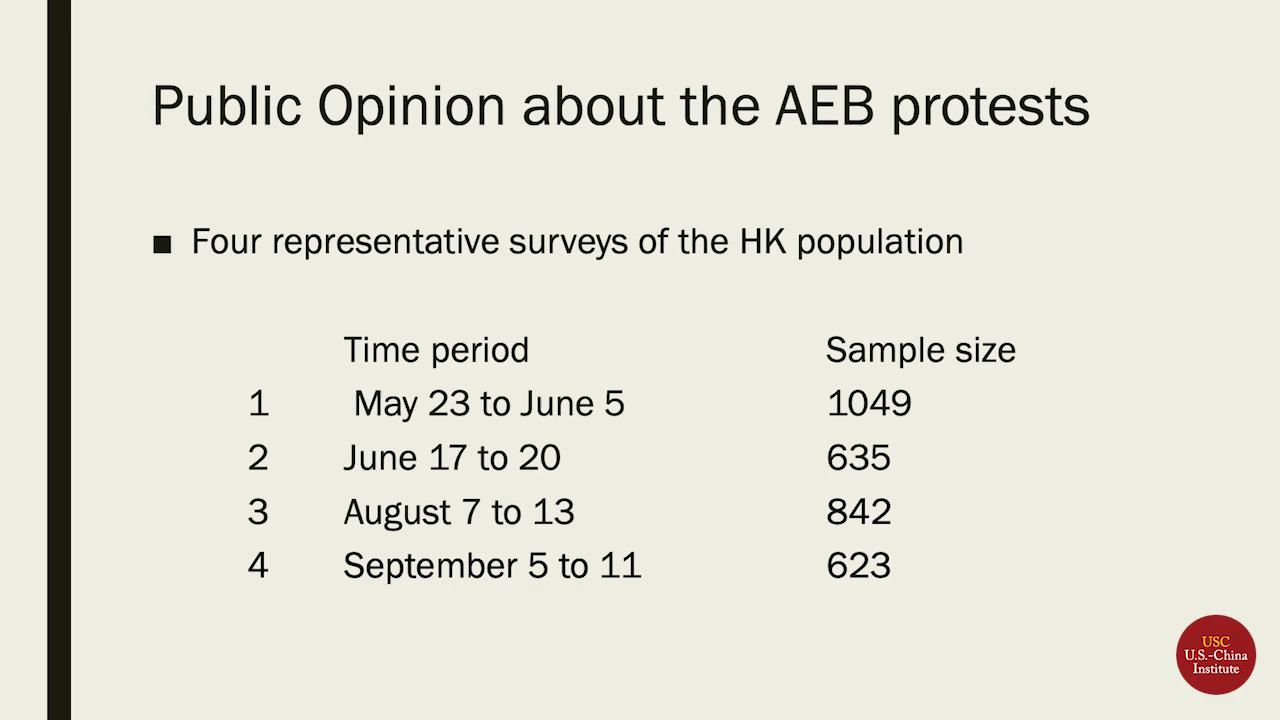 Public Opinion about the AEB protests
■ Four representative surveys of the HK population
Time period Sample size
1 May 23 to June 5 1049
2 June 17 to 20 635
3 August 7 to 13 842
4 September 5 to 11 623
USC
U.S.-China
Institute